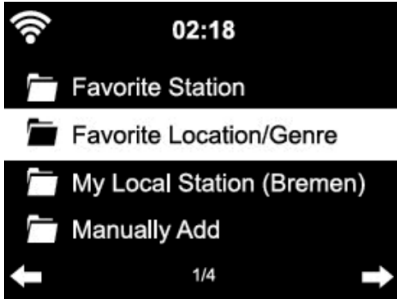 02:18
Favorite Station
Favorite Location/Genre
My Local Station (Bremen)
Manually Add
1/4